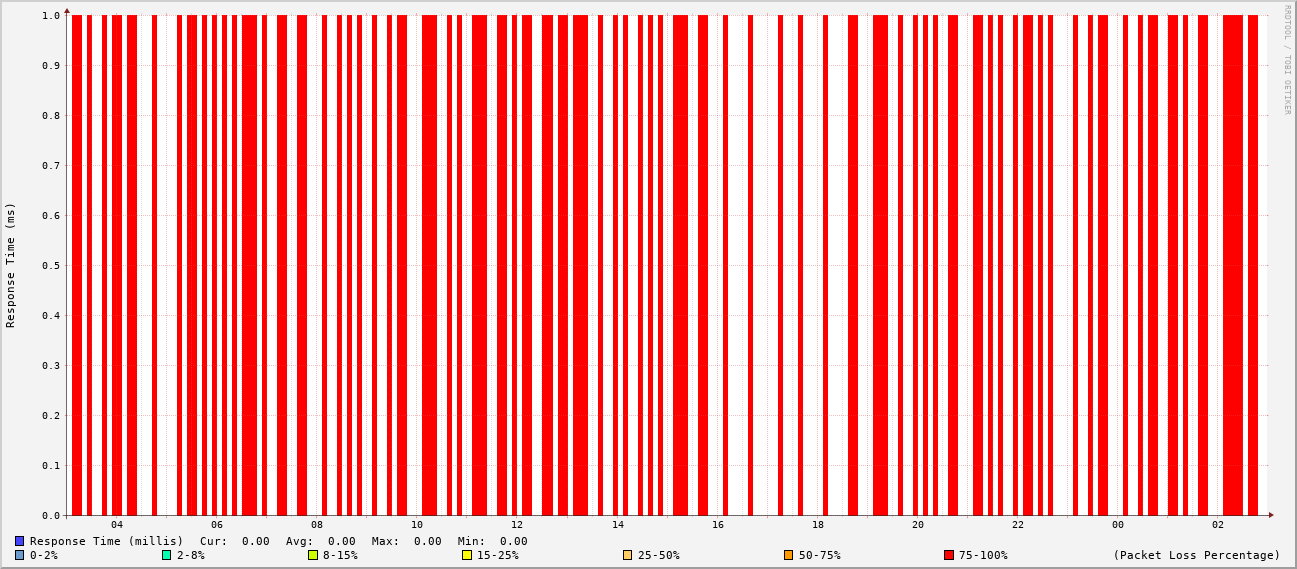 RRDTOOL / TOBI OETIKER
Response Time (ms)
1.0
0.9
0.8
0.7
0.6
0.5
0.4
0.3
0.2
0.1
0.0
04 06 08 10 12 14 16 18 20 22 00 02
Response Time (millis) Cur: 0.00 Avg: 0.00 Max: 0.00 Min: 0.00
0-2% 2-8% 8-15% 15-25% 25-50% 50-75% 75-100% (Packet Loss Percentage)